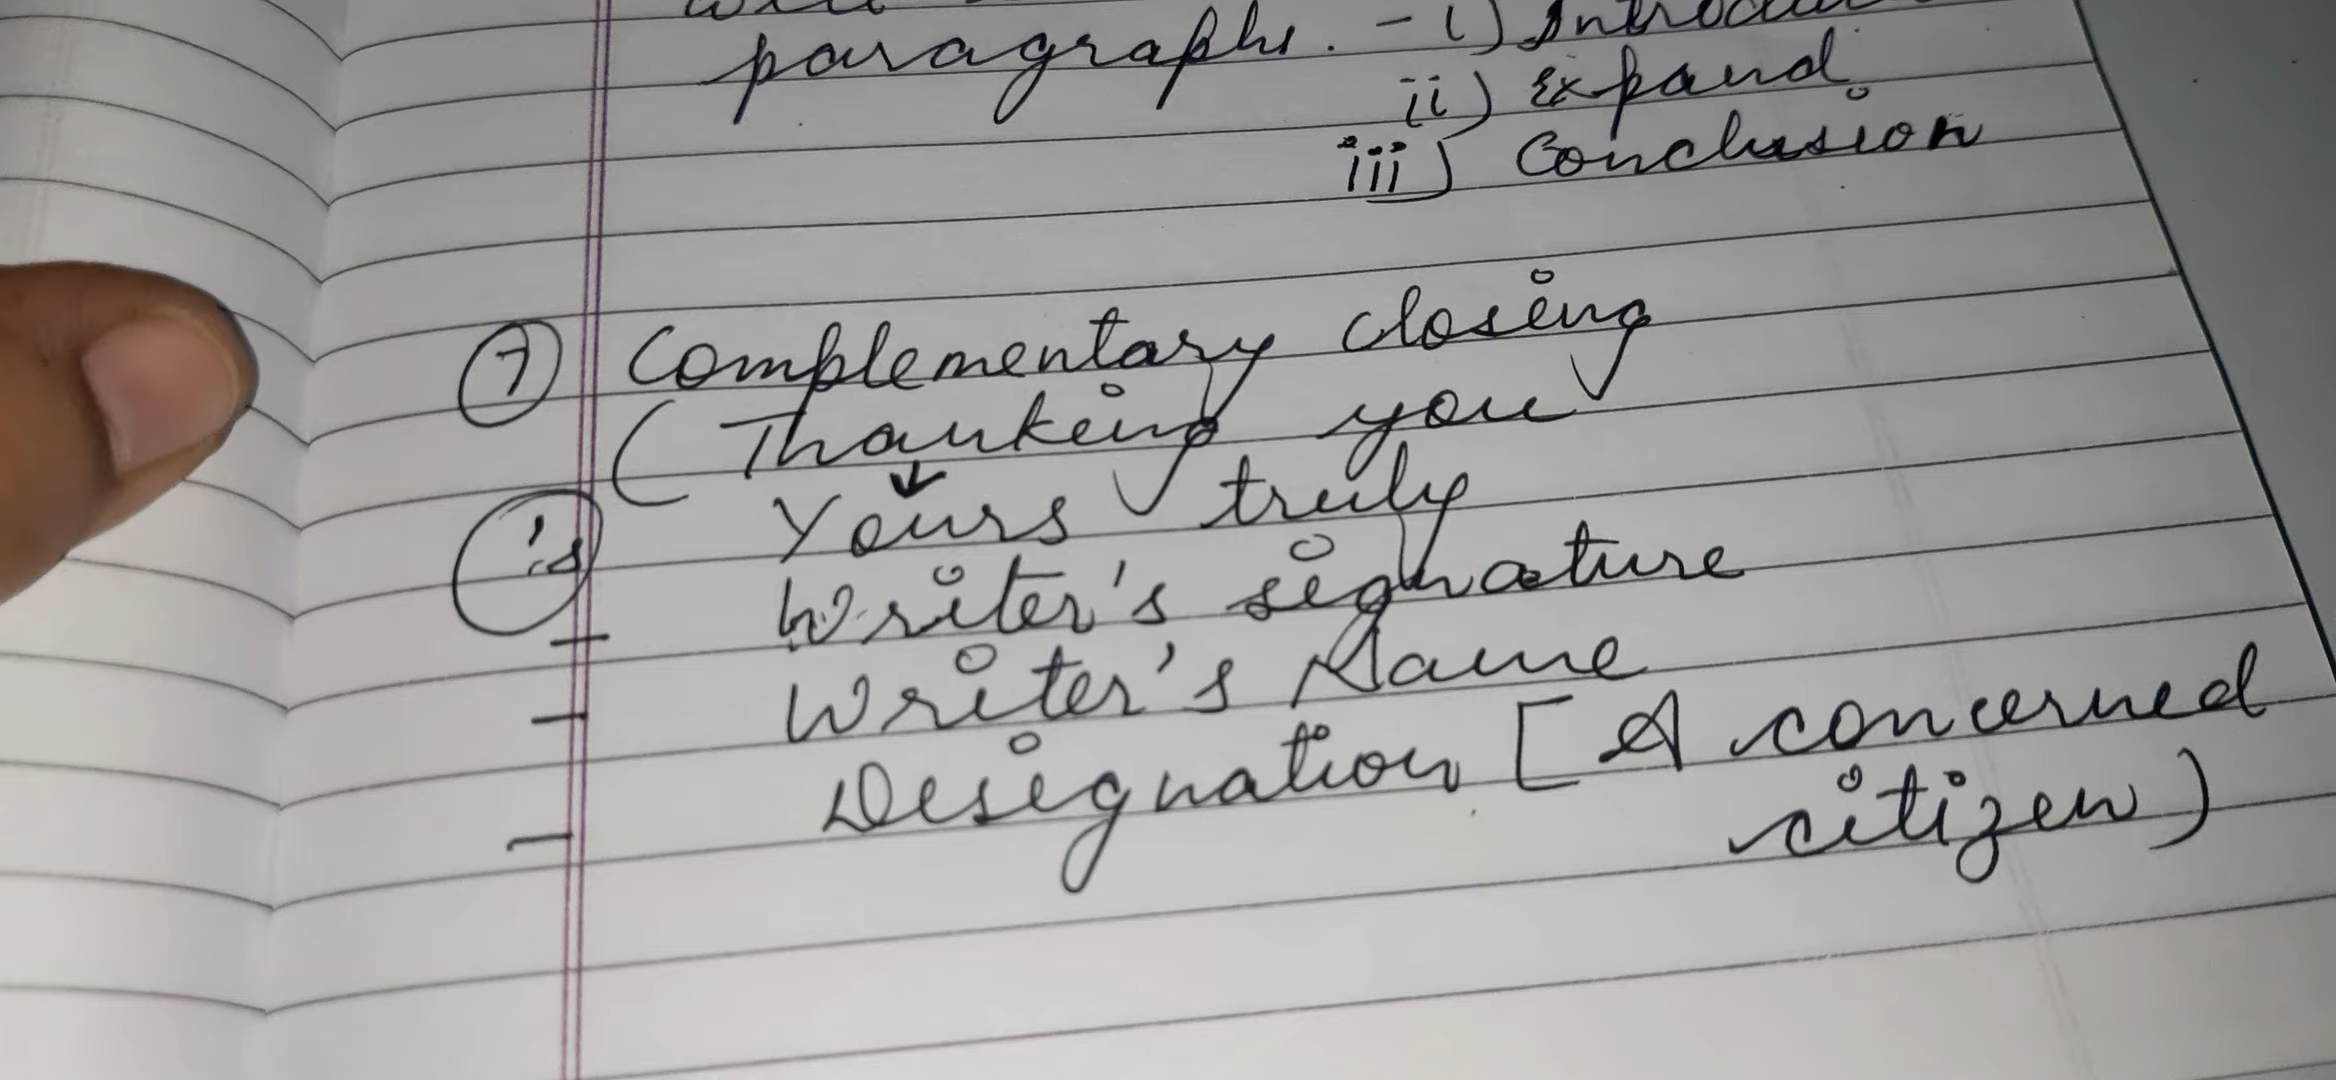 paragraphs. - i)
ii) Expand
iii) Conclusion
⑦ Complementary closing
(Thanking you
Yours truly
's
Writer's signature
Writer's Name
Designation [A concerned
citizen)